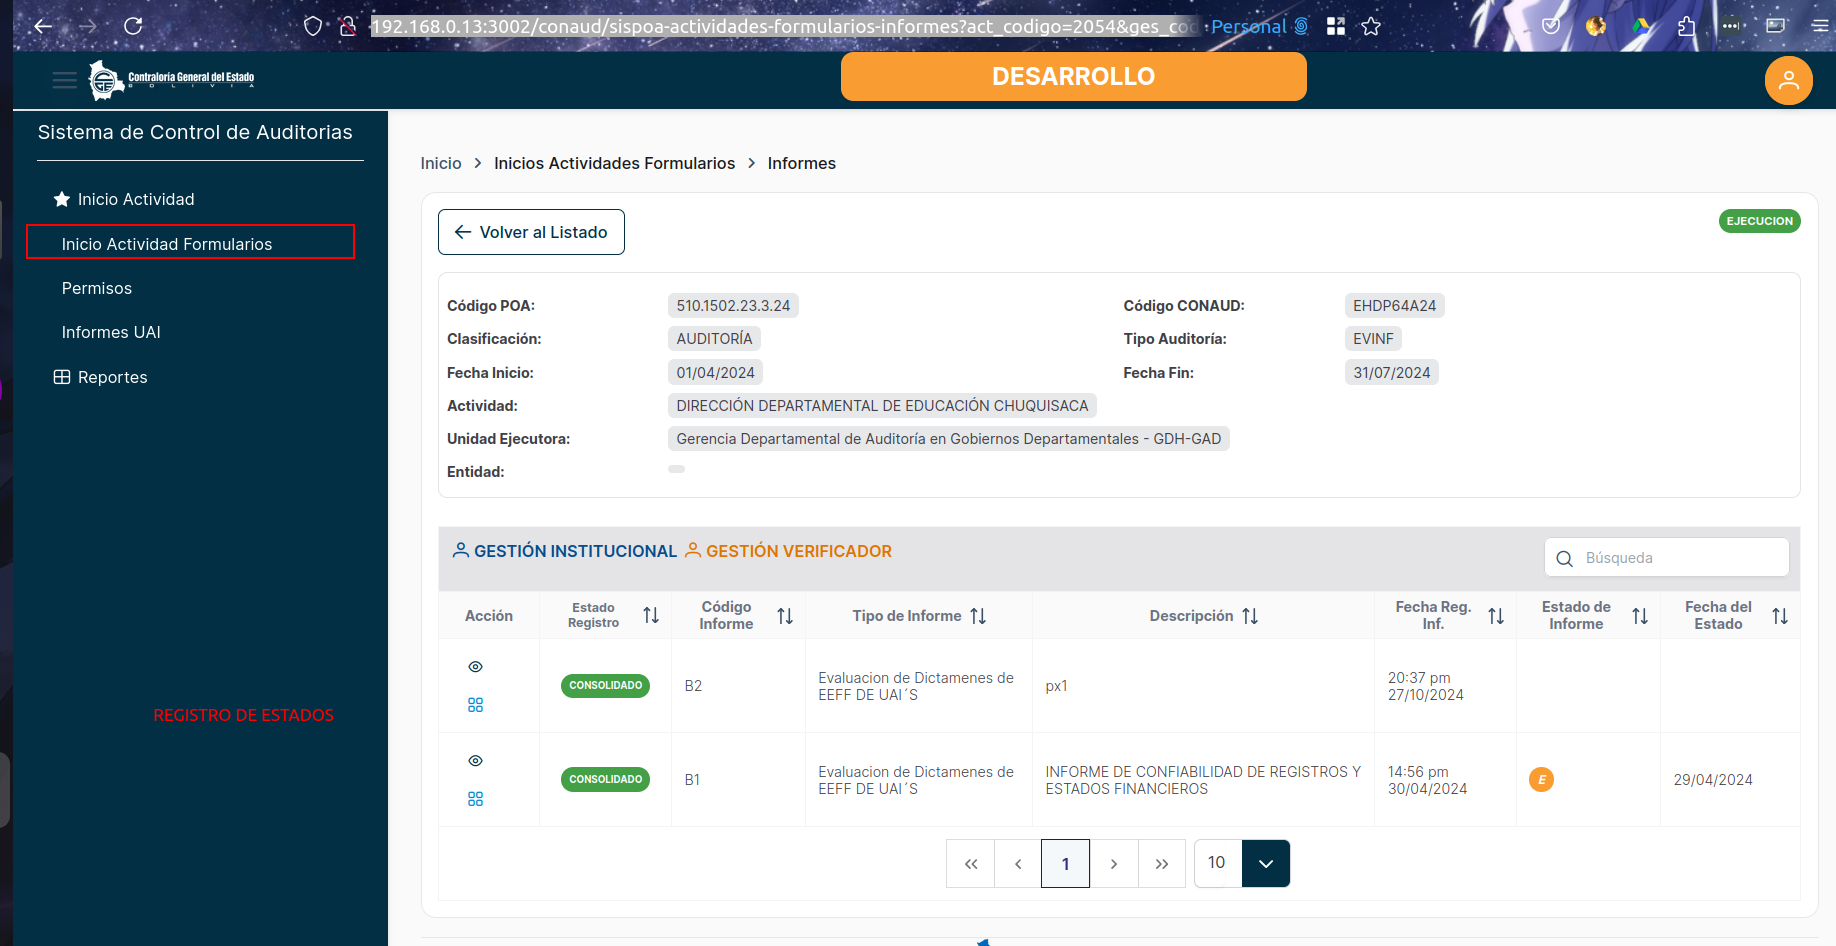 192.168.0.13:3002/conaud/sispoa-actividades-formularios-informes?act_codigo=2054&ges_cod
Personal
Contraloría General del Estado
BOLIVIA
DESARROLLO
Sistema de Control de Auditorias
Inicio Actividad
Inicio Actividad Formularios
Permisos
Informes UAI
Reportes
REGISTRO DE ESTADOS
Inicio > Inicios Actividades Formularios > Informes
Volver al Listado
EJECUCION
Código POA: 510.1502.23.3.24 Código CONAUD: EHDP64A24
Clasificación: AUDITORÍA Tipo Auditoría: EVINF
Fecha Inicio: 01/04/2024 Fecha Fin: 31/07/2024
Actividad: DIRECCIÓN DEPARTAMENTAL DE EDUCACIÓN CHUQUISACA
Unidad Ejecutora: Gerencia Departamental de Auditoría en Gobiernos Departamentales - GDH-GAD
Entidad:
GESTIÓN INSTITUCIONAL GESTIÓN VERIFICADOR
Búsqueda
Acción
Estado
Registro
Código
Informe
Tipo de Informe
Descripción
Fecha Reg.
Inf.
Estado de
Informe
Fecha del
Estado
CONSOLIDADO
B2
Evaluacion de Dictamenes de
EEFF DE UAI´S
px1
20:37 pm
27/10/2024
CONSOLIDADO
B1
Evaluacion de Dictamenes de
EEFF DE UAI´S
INFORME DE CONFIABILIDAD DE REGISTROS Y
ESTADOS FINANCIEROS
14:56 pm
30/04/2024
E
29/04/2024
« ‹ 1 › » 10